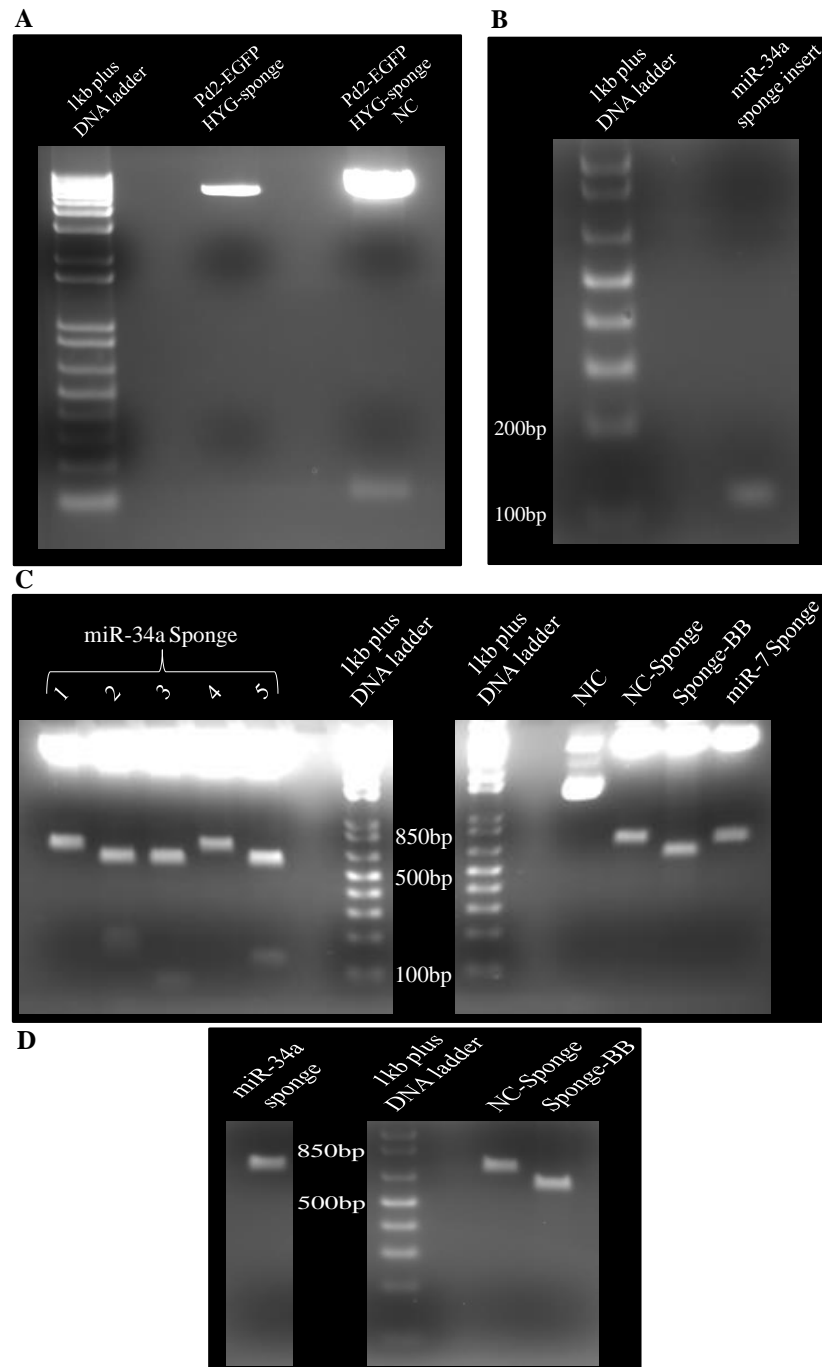 A
1kb plus
DNA ladder
Pd2-EGFP
HYG-sponge
Pd2-EGFP
HYG-sponge
NC
B
1kb plus
DNA ladder
miR-34a
sponge insert
200bp
100bp
C
miR-34a Sponge
1
2
3
4
5
1kb plus
DNA ladder
1kb plus
DNA ladder
NIC
NC-Sponge
Sponge-BB
miR-7 Sponge
850bp
500bp
100bp
D
miR-34a
sponge
1kb plus
DNA ladder
NC-Sponge
Sponge-BB
850bp
500bp